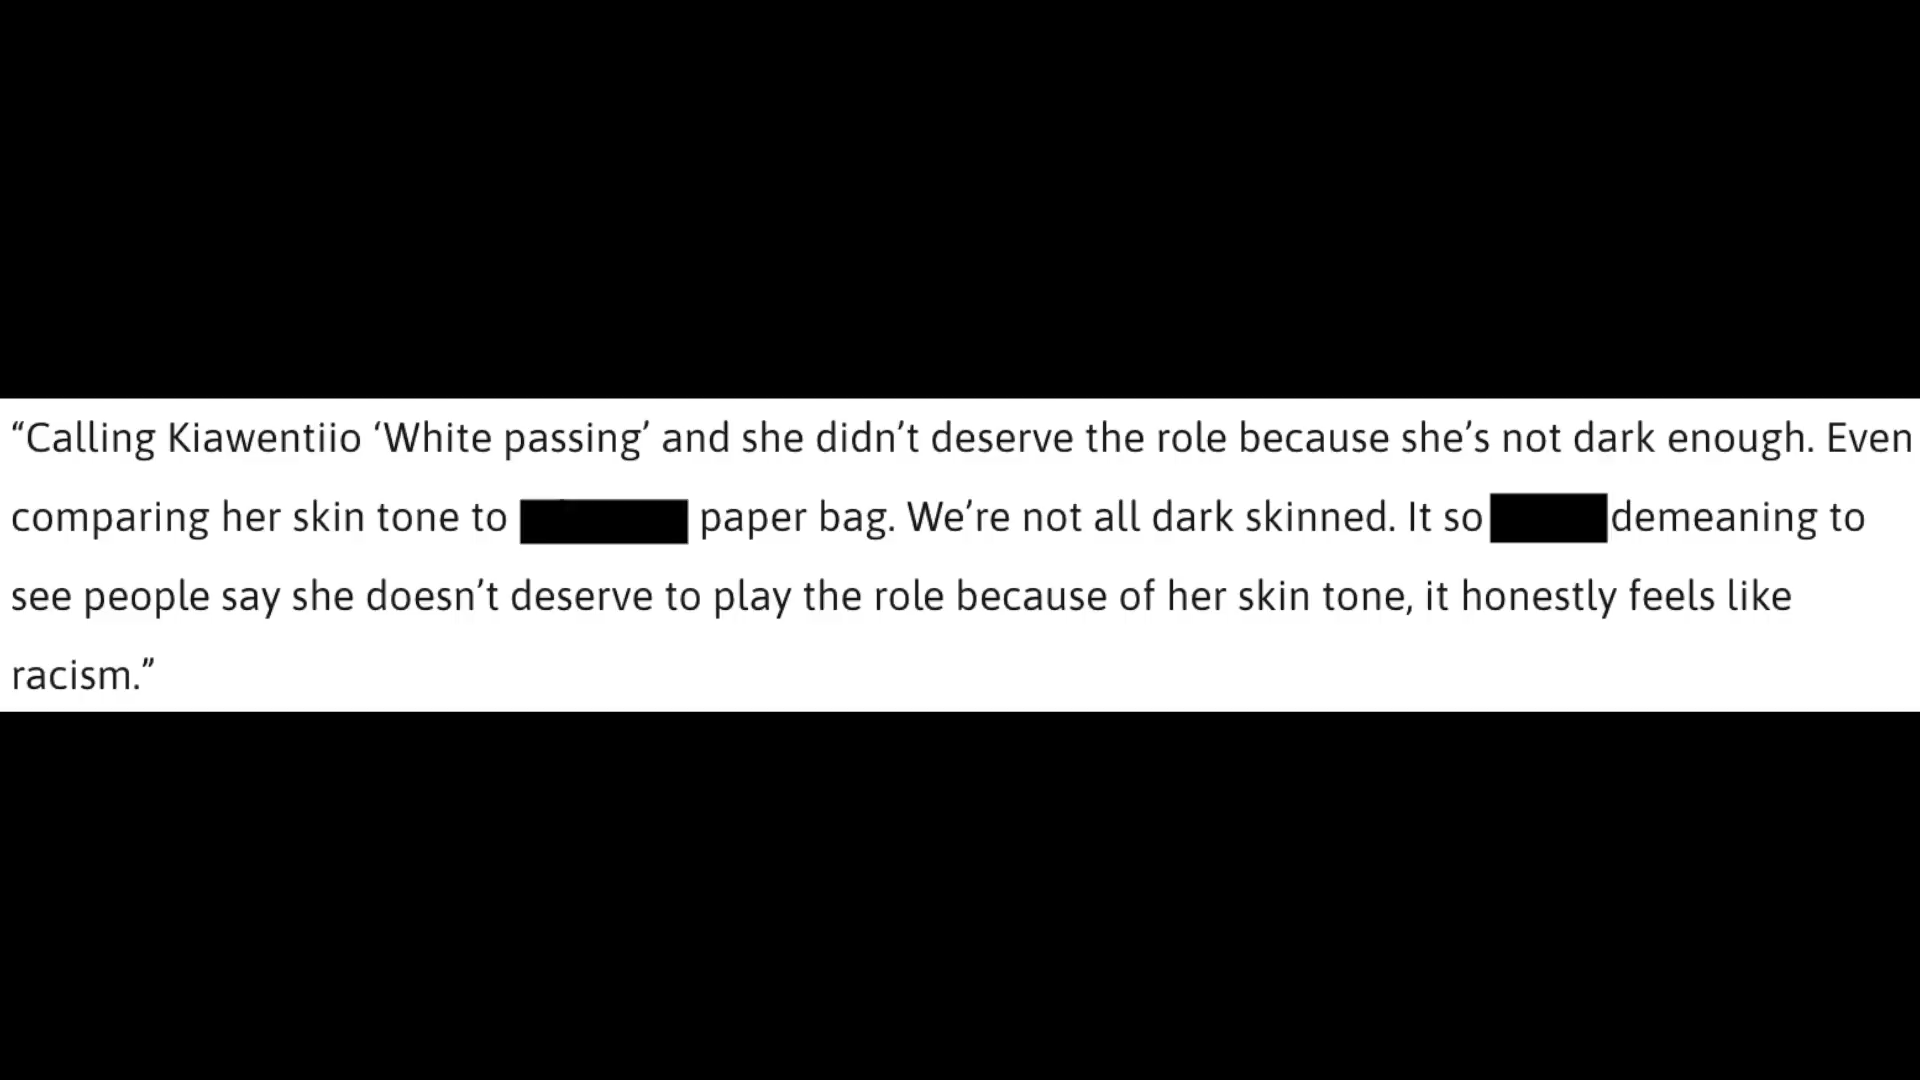 “Calling Kiawentiio ‘White passing’ and she didn’t deserve the role because she’s not dark enough. Even
comparing her skin tone to paper bag. We’re not all dark skinned. It so demeaning to
see people say she doesn’t deserve to play the role because of her skin tone, it honestly feels like
racism.”